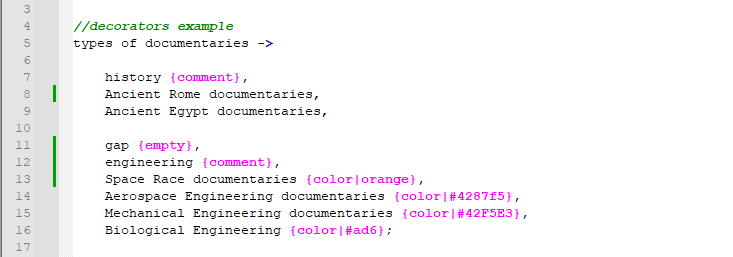 3
4 //decorators example
5 types of documentaries ->
6
7 history {comment},
8 Ancient Rome documentaries,
9 Ancient Egypt documentaries,
10
11 gap {empty},
12 engineering {comment},
13 Space Race documentaries {color|orange},
14 Aerospace Engineering documentaries {color|#4287f5},
15 Mechanical Engineering documentaries {color|#42F5E3},
16 Biological Engineering {color|#ad6};
17